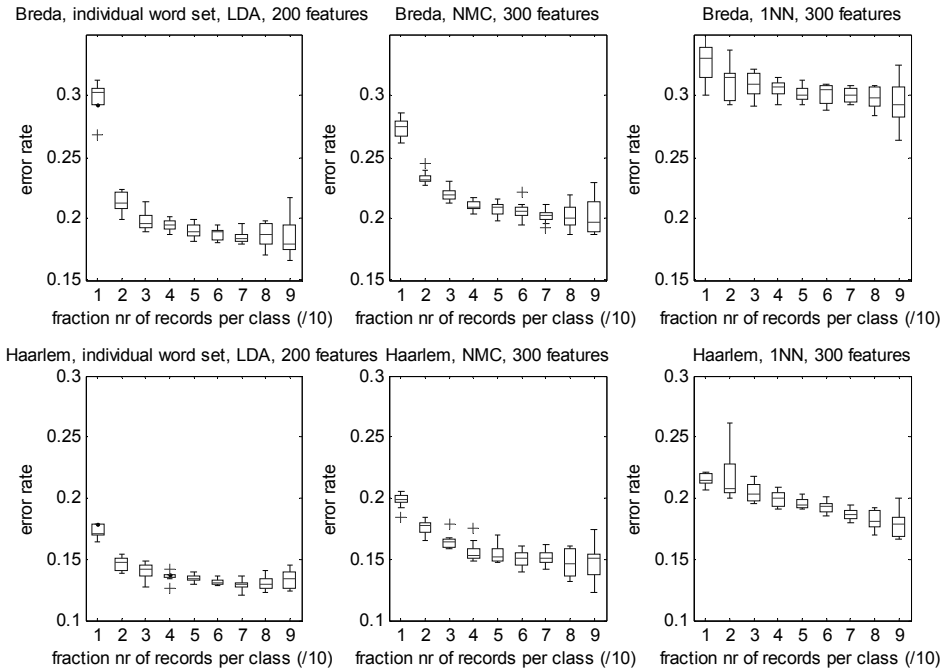 Breda, individual word set, LDA, 200 features
Breda, NMC, 300 features
Breda, 1NN, 300 features
error rate
0.3
0.25
0.2
0.15
1 2 3 4 5 6 7 8 9
fraction nr of records per class (/10)
error rate
0.3
0.25
0.2
0.15
1 2 3 4 5 6 7 8 9
fraction nr of records per class (/10)
error rate
0.3
0.25
0.2
0.15
1 2 3 4 5 6 7 8 9
fraction nr of records per class (/10)
Haarlem, individual word set, LDA, 200 features
Haarlem, NMC, 300 features
Haarlem, 1NN, 300 features
error rate
0.3
0.2
0.15
0.1
1 2 3 4 5 6 7 8 9
fraction nr of records per class (/10)
error rate
0.3
0.2
0.15
0.1
1 2 3 4 5 6 7 8 9
fraction nr of records per class (/10)
error rate
0.3
0.2
0.15
0.1
1 2 3 4 5 6 7 8 9
fraction nr of records per class (/10)